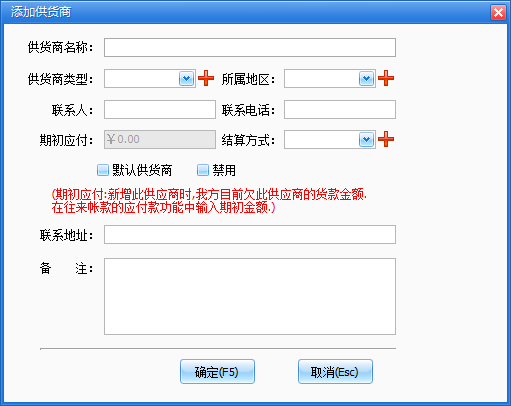 添加供货商
供货商名称：
供货商类型： 所属地区：
联系人： 联系电话：
期初应付： ￥0.00 结算方式：
默认供货商 禁用
(期初应付:新增此供应商时,我方目前欠此供应商的货款金额.
在往来帐款的应付款功能中输入期初金额.)
联系地址：
备 注：
确定(F5) 取消(Esc)